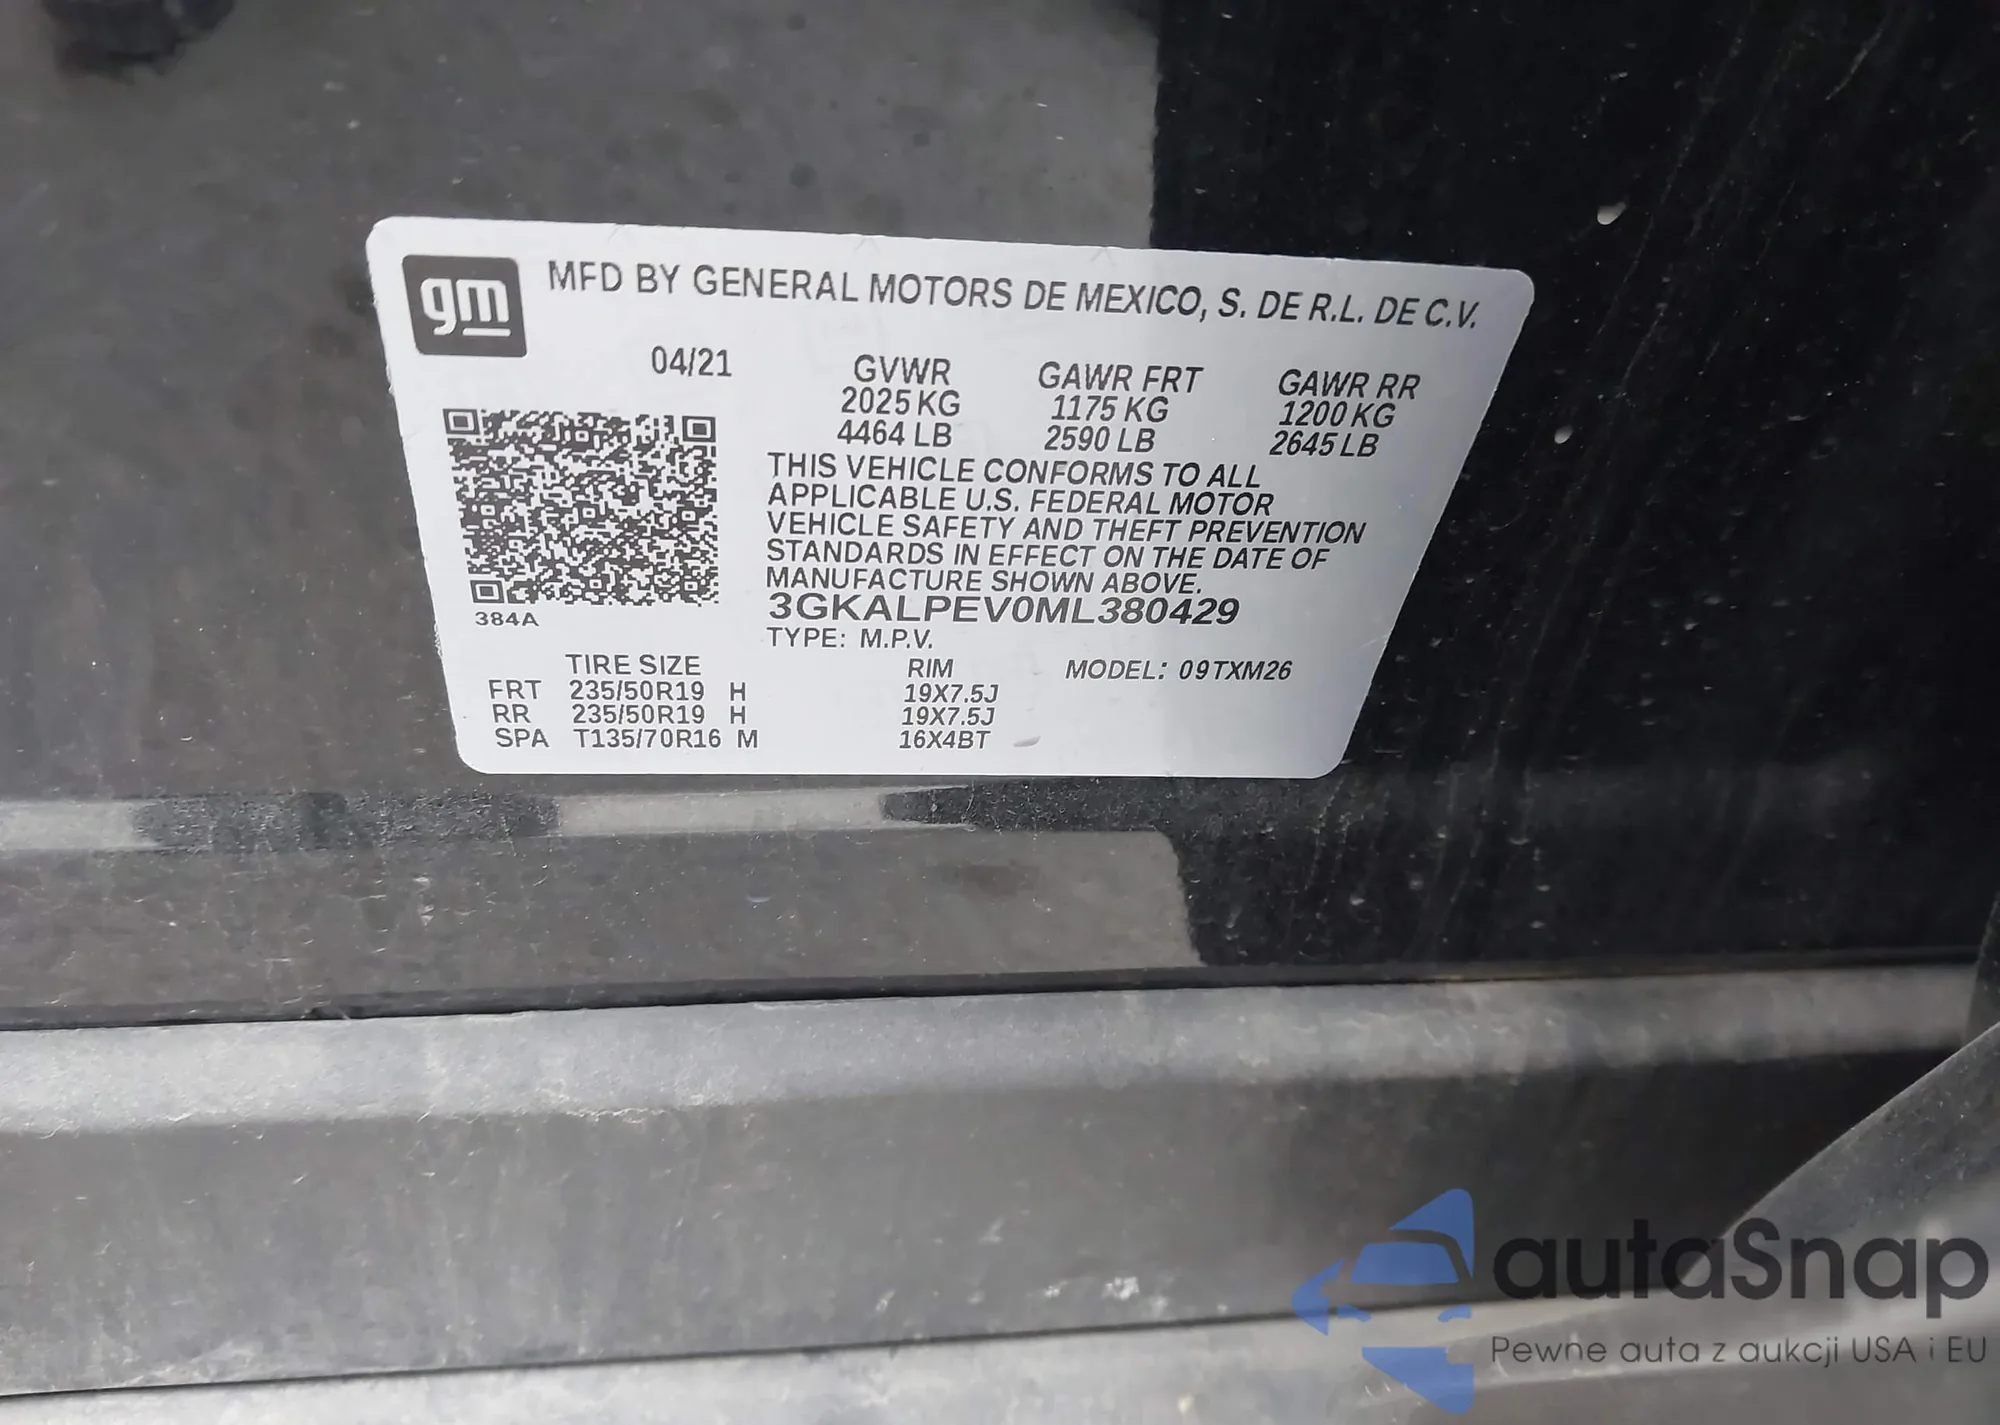 gm
MFD BY GENERAL MOTORS DE MEXICO, S. DE R.L. DE C.V.
04/21
GVWR GAWR FRT GAWR RR
2025 KG 1175 KG 1200 KG
4464 LB 2590 LB 2645 LB
THIS VEHICLE CONFORMS TO ALL
APPLICABLE U.S. FEDERAL MOTOR
VEHICLE SAFETY AND THEFT PREVENTION
STANDARDS IN EFFECT ON THE DATE OF
MANUFACTURE SHOWN ABOVE.
3GKALPEV0ML380429
384A
TYPE: M.P.V.
TIRE SIZE RIM MODEL: 09TXM26
FRT 235/50R19 H 19X7.5J
RR 235/50R19 H 19X7.5J
SPA T135/70R16 M 16X4BT
autaSnap
Pewne auta z aukcji USA i EU